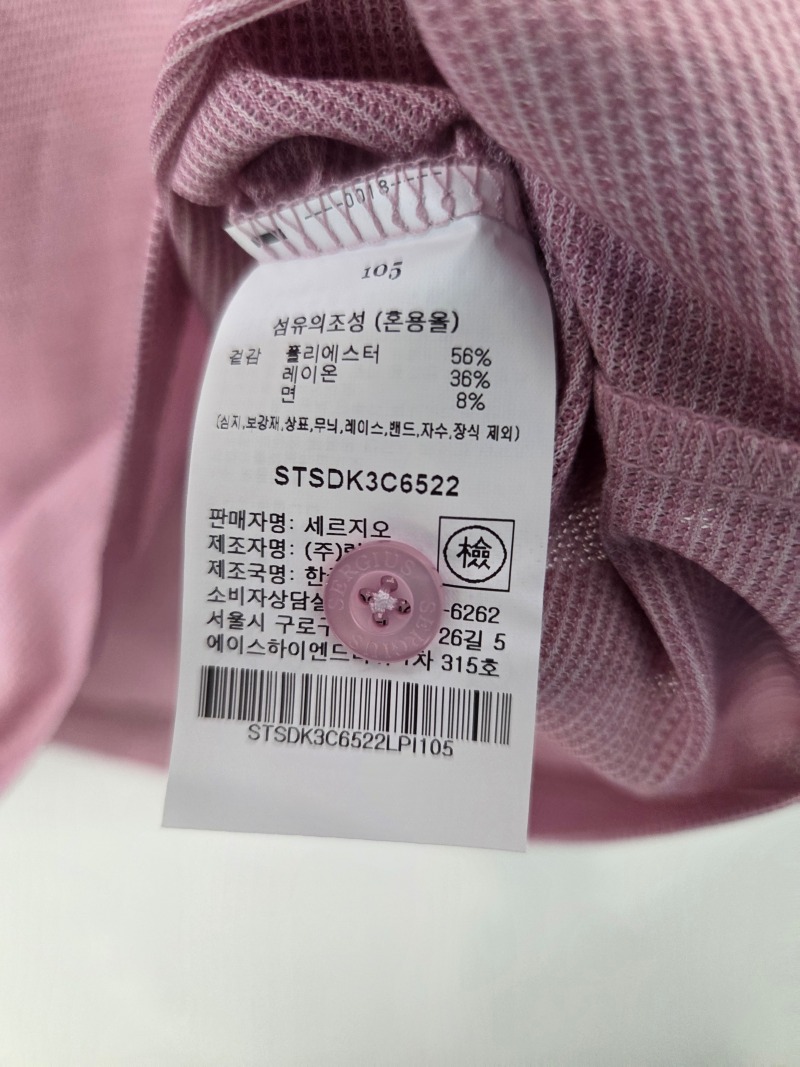 0018
105
섬유의조성 (혼용율)
겉감 폴리에스터 56%
레이온 36%
면 8%
(심지,보강재,상표,무늬,레이스,밴드,자수,장식 제외)
STSDK3C6522
판매자명: 세르지오
제조자명: (주)
제조국명: 한
檢
소비자상담실 -6262
서울시 구로구 26길 5
에이스하이엔드 1차 315호
SERGIUS SERGIUS
STSDK3C6522LPI105